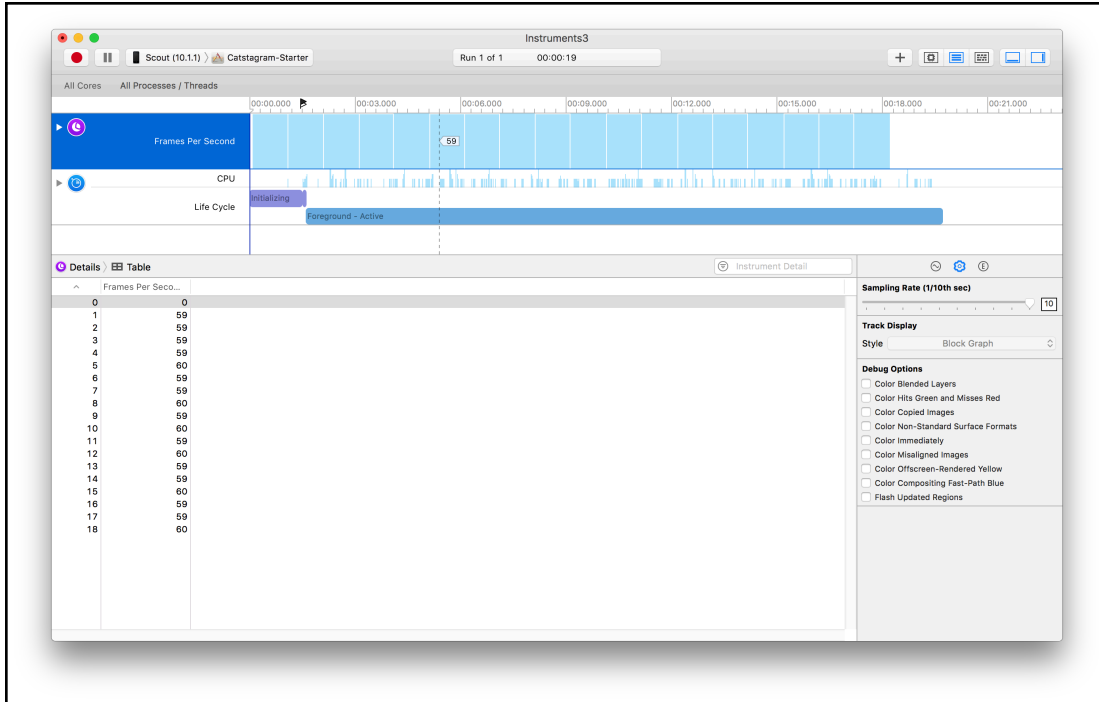 Instruments3
Scout (10.1.1) Catstagram-Starter
Run 1 of 1 00:00:19
All Cores All Processes / Threads
00:00.000 00:03.000 00:06.000 00:09.000 00:12.000 00:15.000 00:18.000 00:21.000
Frames Per Second
59
CPU
Life Cycle
Initializing
Foreground - Active
Details Table
Instrument Detail
E
Frames Per Seco...
0 0
1 59
2 59
3 59
4 59
5 60
6 59
7 59
8 60
9 59
10 60
11 59
12 60
13 59
14 59
15 60
16 59
17 59
18 60
Sampling Rate (1/10th sec)
10
Track Display
Style Block Graph
Debug Options
Color Blended Layers
Color Hits Green and Misses Red
Color Copied Images
Color Non-Standard Surface Formats
Color Immediately
Color Misaligned Images
Color Offscreen-Rendered Yellow
Color Compositing Fast-Path Blue
Flash Updated Regions